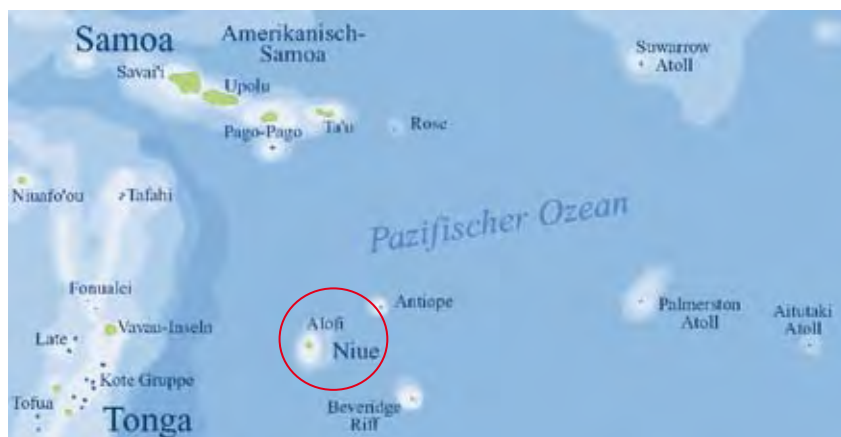 Samoa
Amerikanisch-
Samoa
Savai'i
Upolu
Suwarrow
Atoll
Pago-Pago
Ta'u
Rose
Niuafo'ou
Tafahi
Pazifischer Ozean
Fonualei
Antiope
Palmerston
Atoll
Aitutaki
Atoll
Vavau-Inseln
Late
Alofi
Niue
Kote Gruppe
Tofua
Tonga
Beveridge
Riff